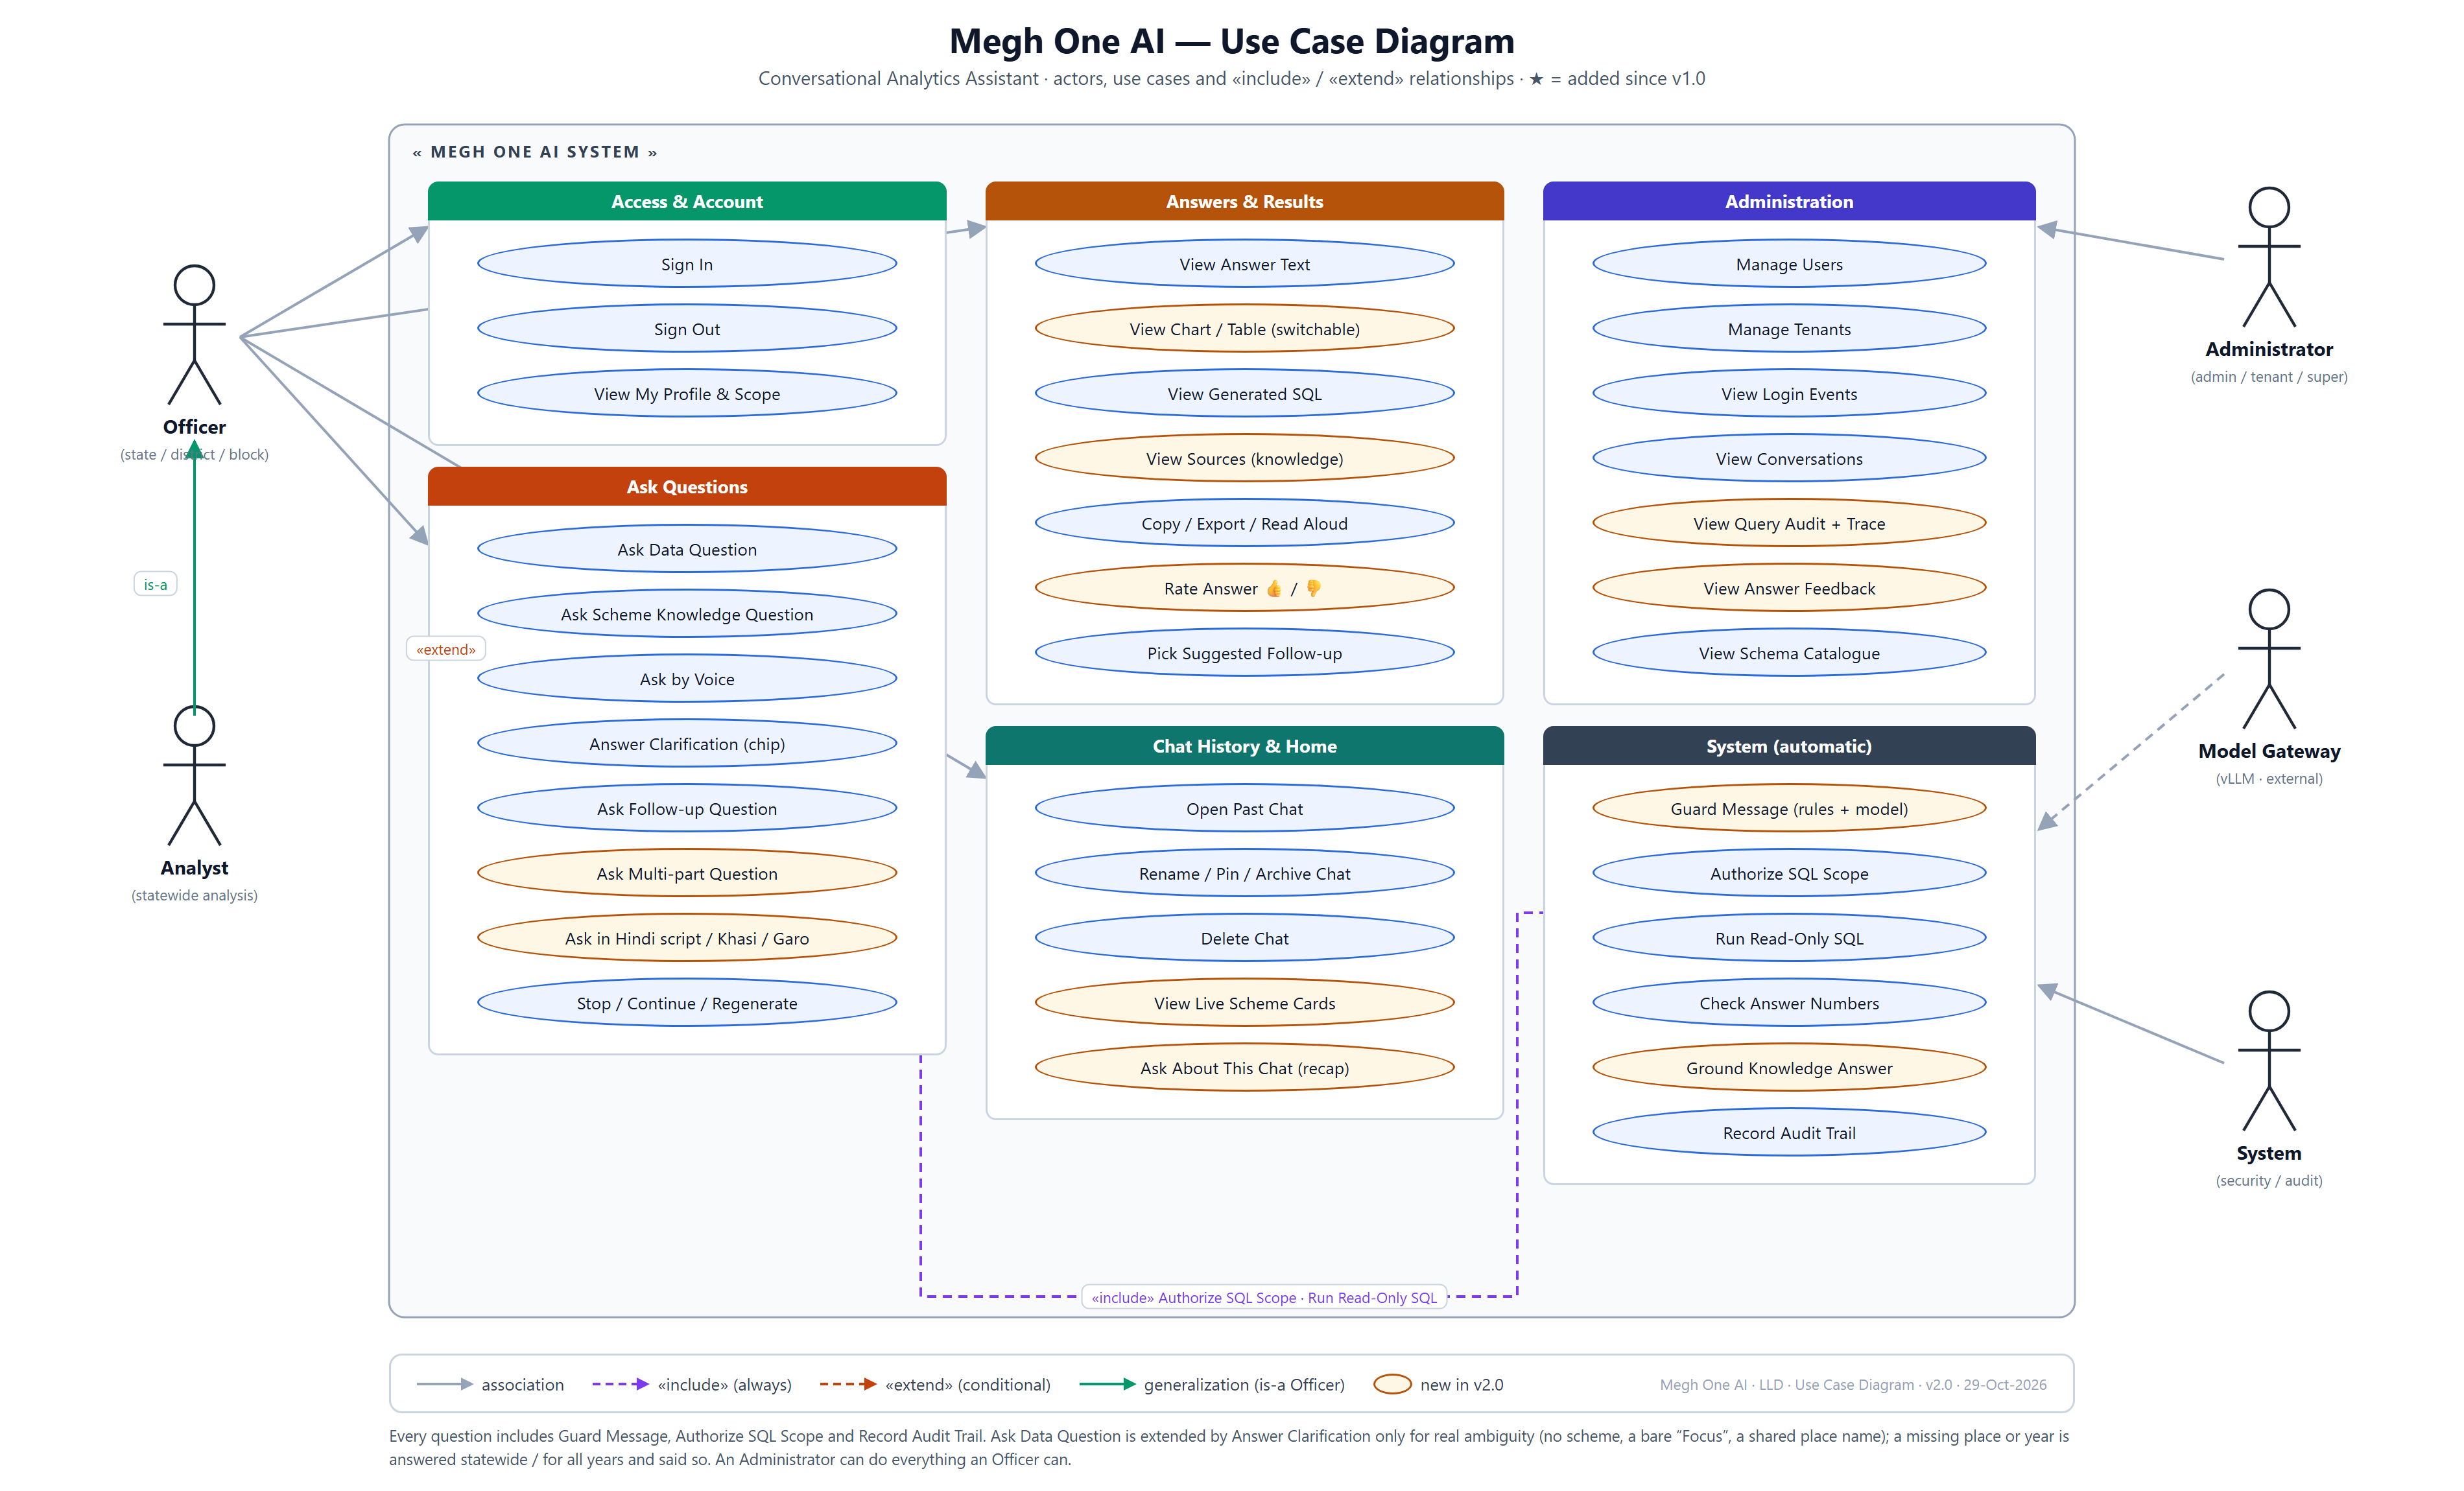 Megh One AI — Use Case Diagram
Conversational Analytics Assistant · actors, use cases and «include» / «extend» relationships · ★ = added since v1.0
« MEGH ONE AI SYSTEM »
Access & Account
Sign In
Sign Out
View My Profile & Scope
Ask Questions
Ask Data Question
Ask Scheme Knowledge Question
«extend»
Ask by Voice
Answer Clarification (chip)
Ask Follow-up Question
Ask Multi-part Question
Ask in Hindi script / Khasi / Garo
Stop / Continue / Regenerate
Answers & Results
View Answer Text
View Chart / Table (switchable)
View Generated SQL
View Sources (knowledge)
Copy / Export / Read Aloud
Rate Answer 👍 / 👎
Pick Suggested Follow-up
Chat History & Home
Open Past Chat
Rename / Pin / Archive Chat
Delete Chat
View Live Scheme Cards
Ask About This Chat (recap)
Administration
Manage Users
Manage Tenants
View Login Events
View Conversations
View Query Audit + Trace
View Answer Feedback
View Schema Catalogue
System (automatic)
Guard Message (rules + model)
Authorize SQL Scope
Run Read-Only SQL
Check Answer Numbers
Ground Knowledge Answer
Record Audit Trail
«include» Authorize SQL Scope · Run Read-Only SQL
Officer
(state / district / block)
is-a
Analyst
(statewide analysis)
Administrator
(admin / tenant / super)
Model Gateway
(vLLM · external)
System
(security / audit)
association
«include» (always)
«extend» (conditional)
generalization (is-a Officer)
new in v2.0
Megh One AI · LLD · Use Case Diagram · v2.0 · 29-Oct-2026
Every question includes Guard Message, Authorize SQL Scope and Record Audit Trail. Ask Data Question is extended by Answer Clarification only for real ambiguity (no scheme, a bare “Focus”, a shared place name); a missing place or year is
answered statewide / for all years and said so. An Administrator can do everything an Officer can.